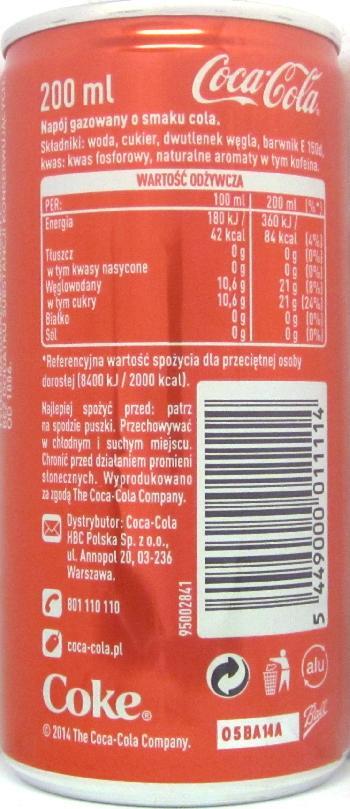 200 ml
Coca-Cola
Napój gazowany o smaku cola.
Składniki: woda, cukier, dwutlenek węgla, barwnik E 150d,
kwas: kwas fosforowy, naturalne aromaty w tym kofeina.
WARTOŚĆ ODŻYWCZA
PER: 100 ml 200 ml (%*)
Energia 180 kJ / 360 kJ /
42 kcal 84 kcal (4%)
Tłuszcz 0 g 0 g (0%)
w tym kwasy nasycone 0 g 0 g (0%)
Węglowodany 10,6 g 21 g (8%)
w tym cukry 10,6 g 21 g (24%)
Białko 0 g 0 g (0%)
Sól 0 g 0 g (0%)
*Referencyjna wartość spożycia dla przeciętnej osoby
dorosłej (8400 kJ / 2000 kcal).
Najlepiej spożyć przed: patrz
na spodzie puszki. Przechowywać
w chłodnym i suchym miejscu.
Chronić przed działaniem promieni
słonecznych. Wyprodukowano
za zgodą The Coca-Cola Company.
Dystrybutor: Coca-Cola
HBC Polska Sp. z o.o.,
ul. Annopol 20, 03-236
Warszawa.
801 110 110
coca-cola.pl
95002841
5 449000 011114
Coke®
© 2014 The Coca-Cola Company.
05BA14A
alu
Ball